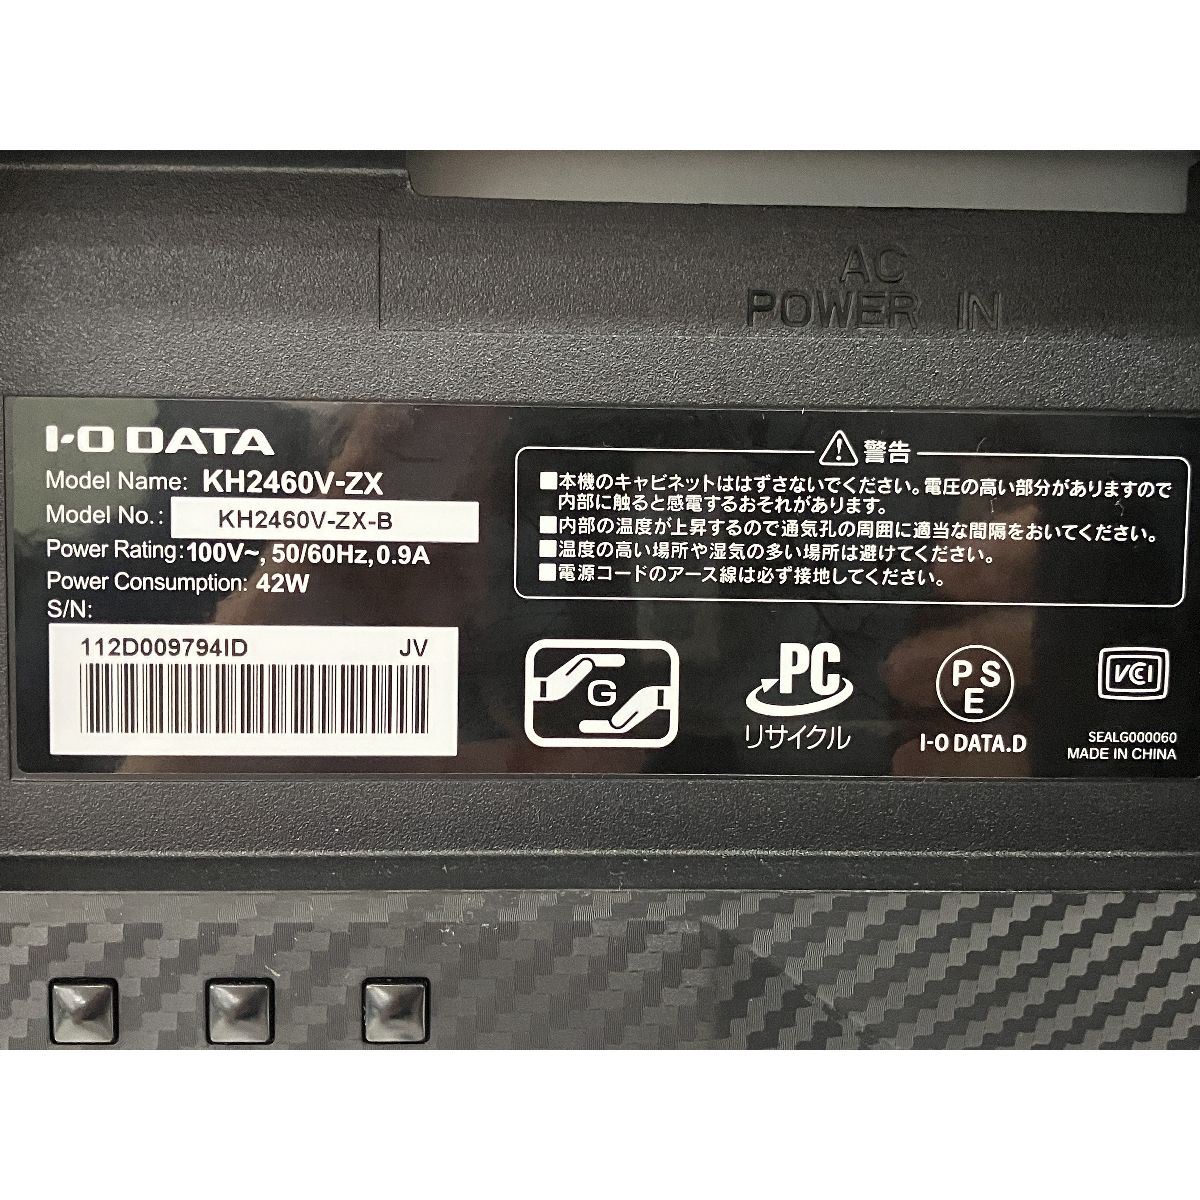 AC
POWER IN
I-O DATA
Model Name: KH2460V-ZX
Model No.: KH2460V-ZX-B
Power Rating:100V~, 50/60Hz,0.9A
Power Consumption: 42W
S/N:
112D009794ID JV
警告
■本機のキャビネットははずさないでください。電圧の高い部分がありますので
内部に触ると感電するおそれがあります。
■内部の温度が上昇するので通気孔の周囲に適当な間隔をおいてください。
■温度の高い場所や湿気の多い場所は避けてください。
■電源コードのアース線は必ず接地してください。
G
PC
リサイクル
PS
E
I-O DATA.D
VCI
SEALG000060
MADE IN CHINA